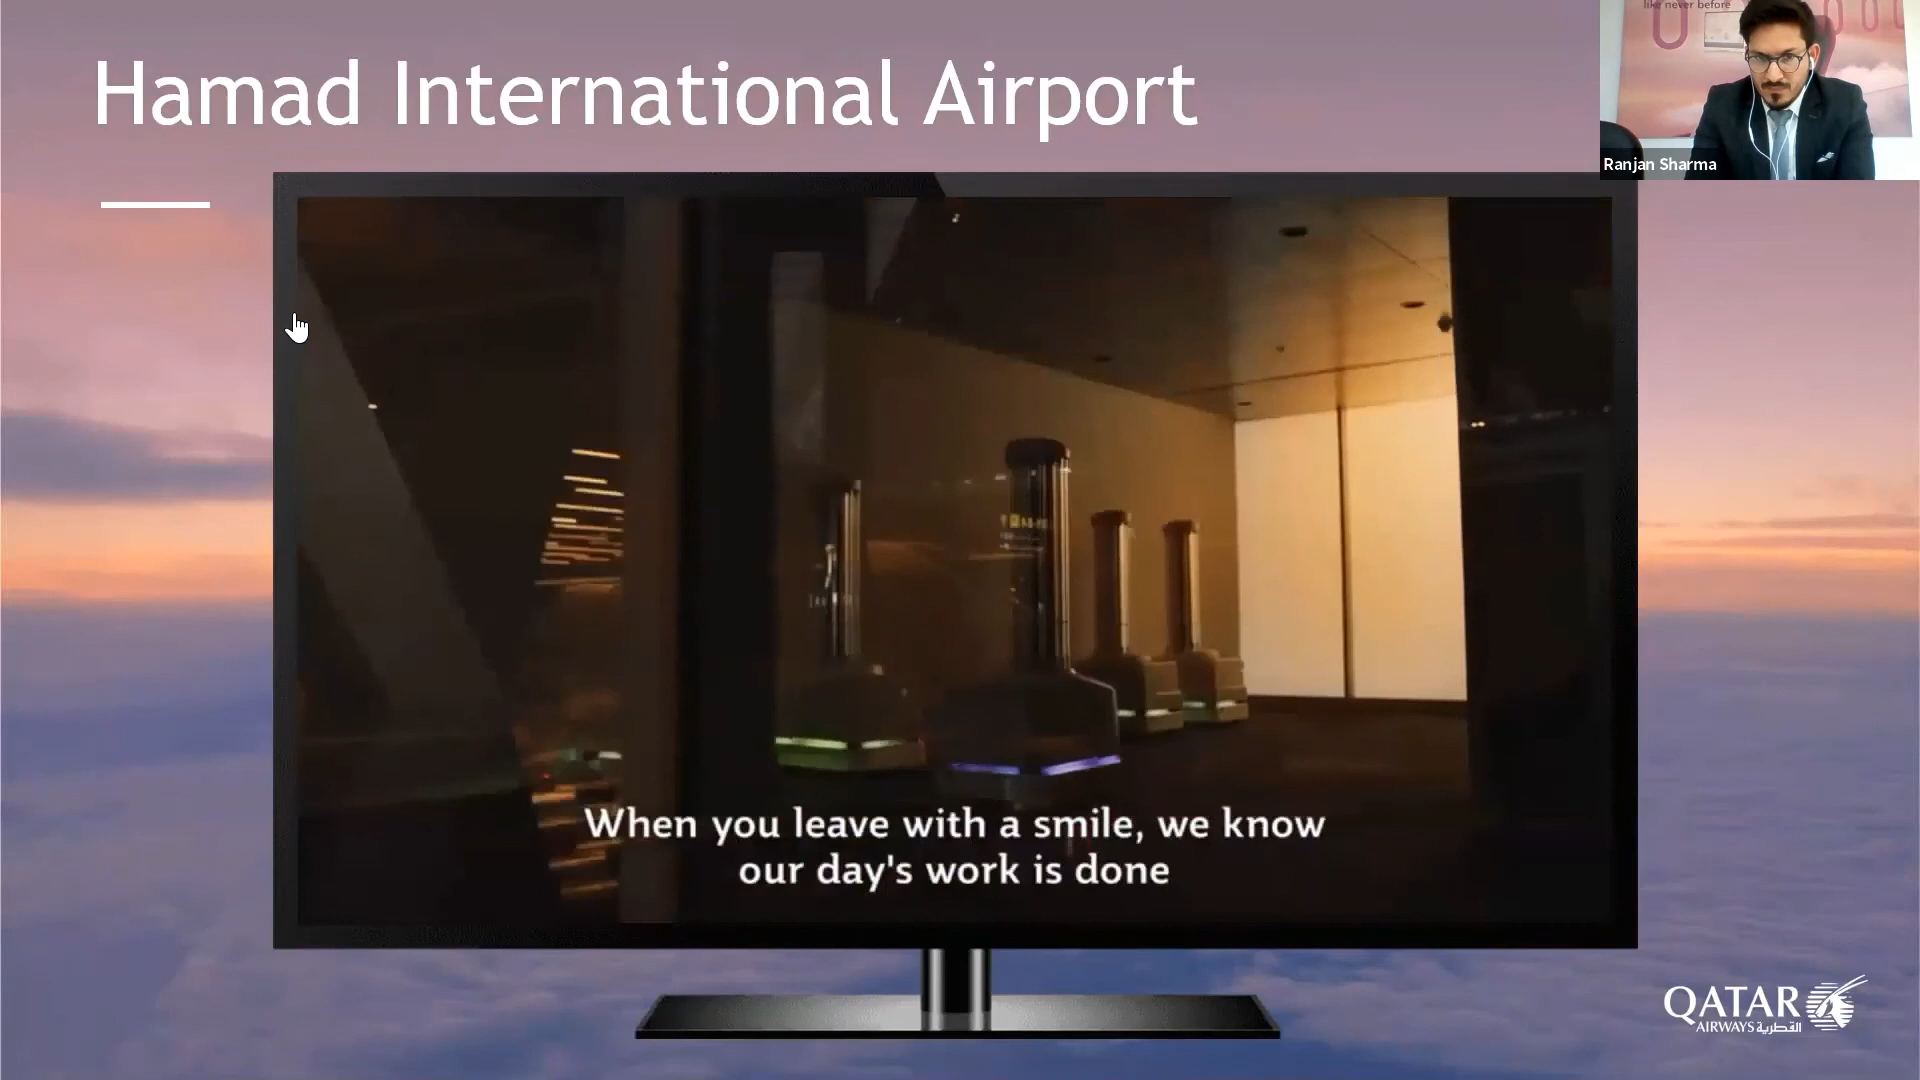 like never before
Hamad International Airport
Ranjan Sharma
When you leave with a smile, we know
our day's work is done
QATAR
AIRWAYS القطرية